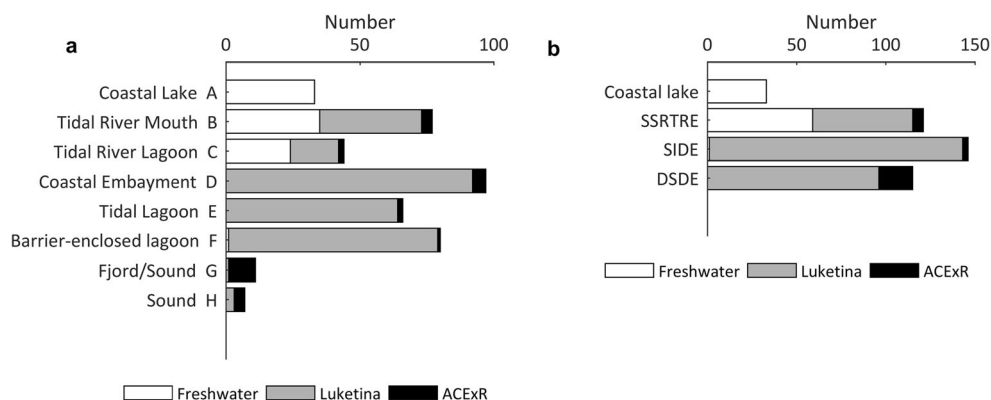 a
Number
0 50 100
Coastal Lake A
Tidal River Mouth B
Tidal River Lagoon C
Coastal Embayment D
Tidal Lagoon E
Barrier-enclosed lagoon F
Fjord/Sound G
Sound H
Freshwater Luketina ACExR
b
Number
0 50 100 150
Coastal lake
SSRTRE
SIDE
DSDE
Freshwater Luketina ACExR